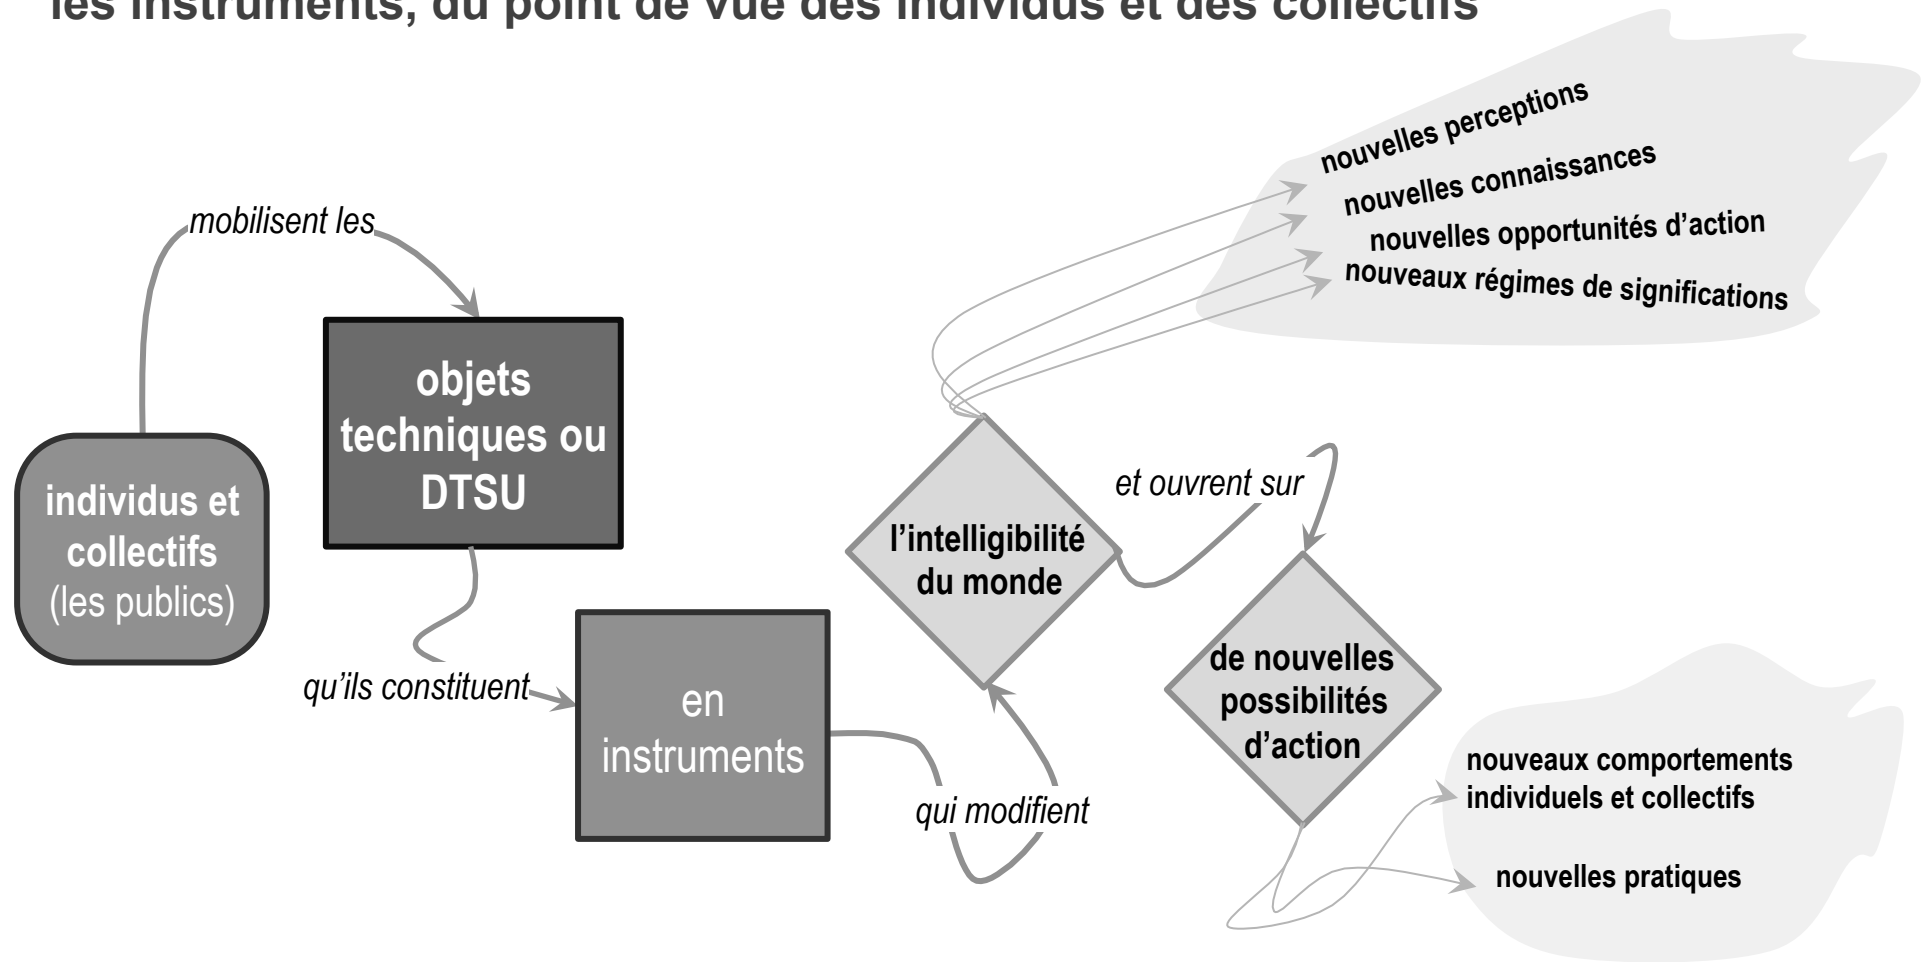 les instruments, du point de vue des individus et des collectifs
mobilisent les
objets
techniques ou
DTSU
individus et
collectifs
(les publics)
qu’ils constituent
en
instruments
qui modifient
l’intelligibilité
du monde
nouvelles perceptions
nouvelles connaissances
nouvelles opportunités d’action
nouveaux régimes de significations
et ouvrent sur
de nouvelles
possibilités
d’action
nouveaux comportements
individuels et collectifs
nouvelles pratiques